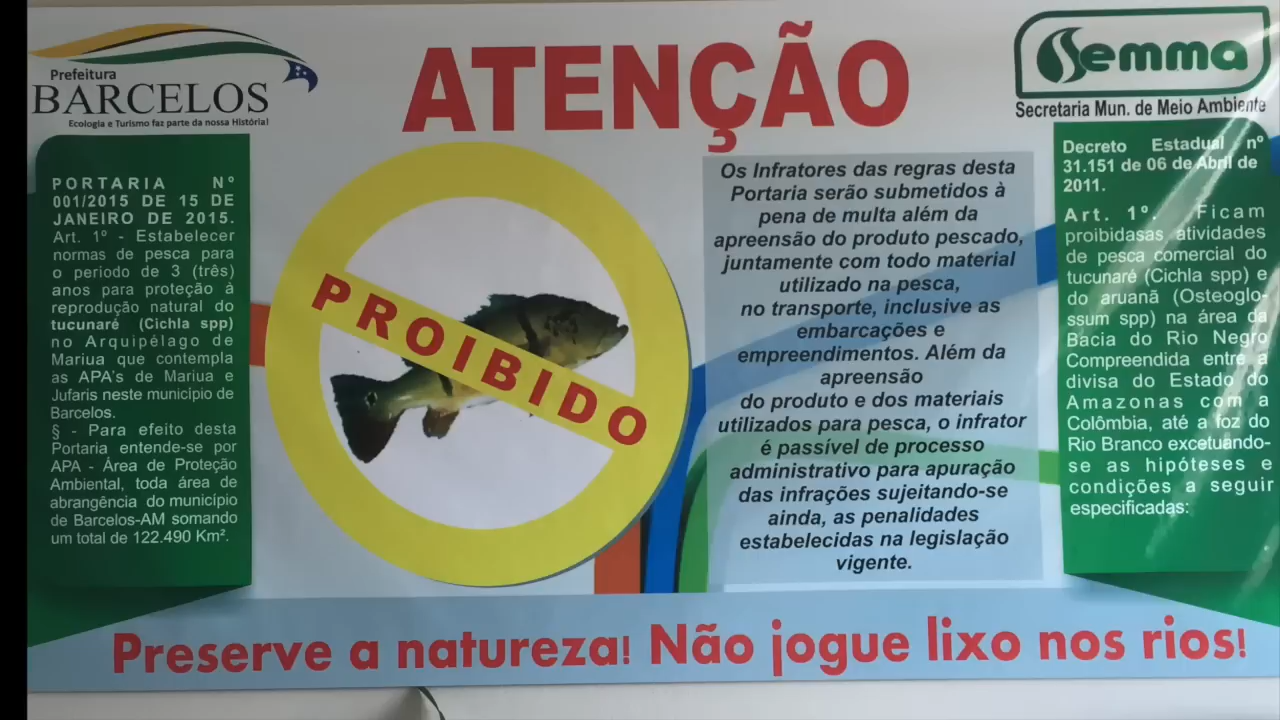 Prefeitura
BARCELOS
Ecologia e Turismo faz parte da nossa História!
ATENÇÃO
Semma
Secretaria Mun. de Meio Ambiente
PORTARIA Nº
001/2015 DE 15 DE
JANEIRO DE 2015.
Art. 1º - Estabelecer
normas de pesca para
o periodo de 3 (três)
anos para proteção á
reprodução natural do
tucunaré (Cichla spp)
no Arquipélago de
Mariua que contempla
as APA's de Mariua e
Jufaris neste municipio de
Barcelos.
§ - Para efeito desta
Portaria entende-se por
APA - Área de Proteção
Ambiental, toda área de
abrangência do município
de Barcelos-AM somando
um total de 122.490 Km².
PROIBIDO
Os Infratores das regras desta
Portaria serão submetidos à
pena de multa além da
apreensão do produto pescado,
juntamente com todo material
utilizado na pesca,
no transporte, inclusive as
embarcações e
empreendimentos. Além da
apreensão
do produto e dos materiais
utilizados para pesca, o infrator
é passível de processo
administrativo para apuração
das infrações sujeitando-se
ainda, as penalidades
estabelecidas na legislação
vigente.
Decreto Estadual nº
31.151 de 06 de Abril de
2011.
Art. 1º. Ficam
proibidasas atividades
de pesca comercial do
tucunaré (Cichla spp) e
do aruanã (Osteoglo-
ssum spp) na área da
Bacia do Rio Negro
Compreendida entre a
divisa do Estado do
Amazonas com a
Colômbia, até a foz do
Rio Branco excetuando-
se as hipóteses e
condições a seguir
especificadas:
Preserve a natureza! Não jogue lixo nos rios!